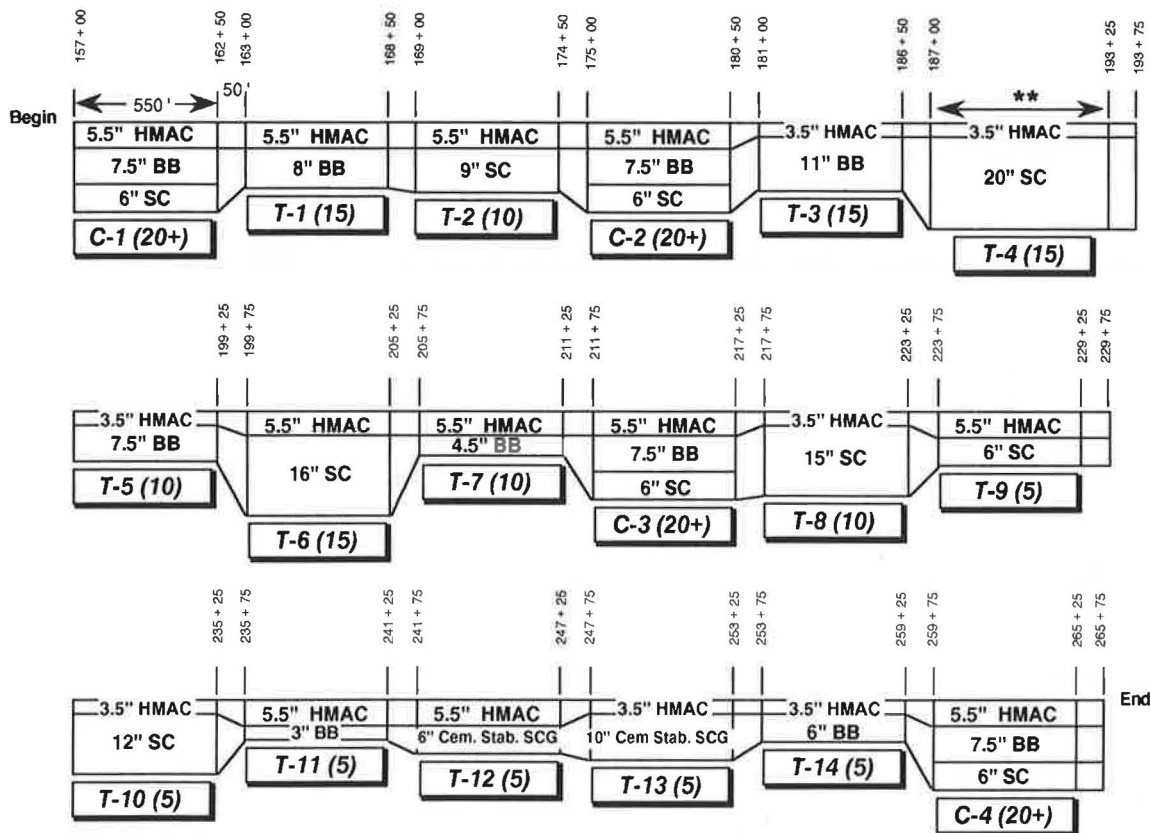 157 + 00 162 + 50 163 + 00 168 + 50 169 + 00 174 + 50 175 + 00 180 + 50 181 + 00 186 + 50 187 + 00 193 + 25 193 + 75
550 ' 50' **
Begin
5.5" HMAC 5.5" HMAC 5.5" HMAC 5.5" HMAC 3.5" HMAC 3.5" HMAC
7.5" BB 8" BB 9" SC 7.5" BB 11" BB 20" SC
6" SC 6" SC
T-1 (15) T-2 (10) T-3 (15)
C-1 (20+) C-2 (20+) T-4 (15)
199 + 25 199 + 75 205 + 25 205 + 75 211 + 25 211 + 75 217 + 25 217 + 75 223 + 25 223 + 75 229 + 25 229 + 75
3.5" HMAC 5.5" HMAC 5.5" HMAC 5.5" HMAC 3.5" HMAC 5.5" HMAC
7.5" BB 16" SC 4.5" BB 7.5" BB 15" SC 6" SC
6" SC
T-5 (10) T-7 (10) T-9 (5)
T-6 (15) C-3 (20+) T-8 (10)
235 + 25 235 + 75 241 + 25 241 + 75 247 + 25 247 + 75 253 + 25 253 + 75 259 + 25 259 + 75 265 + 25 265 + 75
End
3.5" HMAC 5.5" HMAC 5.5" HMAC 3.5" HMAC 3.5" HMAC 5.5" HMAC
12" SC 3" BB 6" Cem. Stab. SCG 10" Cem Stab. SCG 6" BB 7.5" BB
6" SC
T-10 (5) T-11 (5) T-12 (5) T-13 (5) T-14 (5)
C-4 (20+)